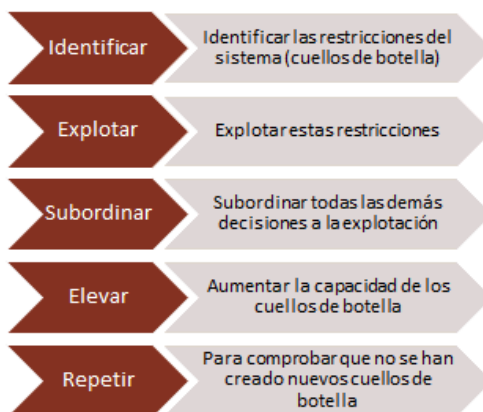 Identificar
Identificar las restricciones del
sistema (cuellos de botella)
Explotar
Explotar estas restricciones
Subordinar
Subordinar todas las demás
decisiones a la explotación
Elevar
Aumentar la capacidad de los
cuellos de botella
Repetir
Para comprobar que no se han
creado nuevos cuellos de
botella